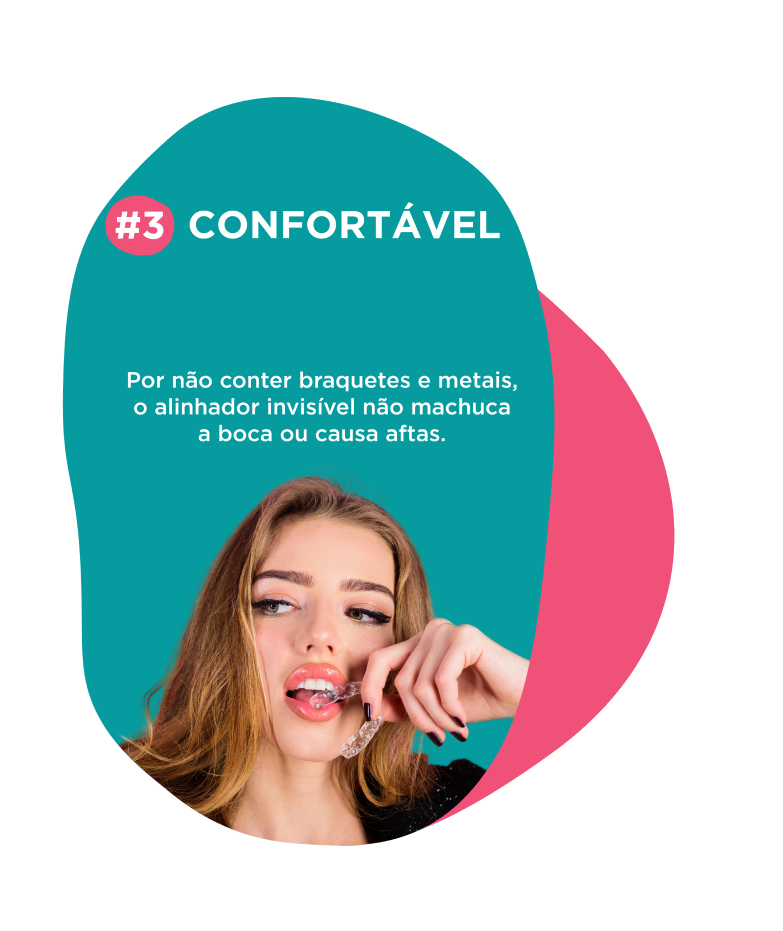 #3 CONFORTÁVEL
Por não conter braquetes e metais,
o alinhador invisível não machuca
a boca ou causa aftas.